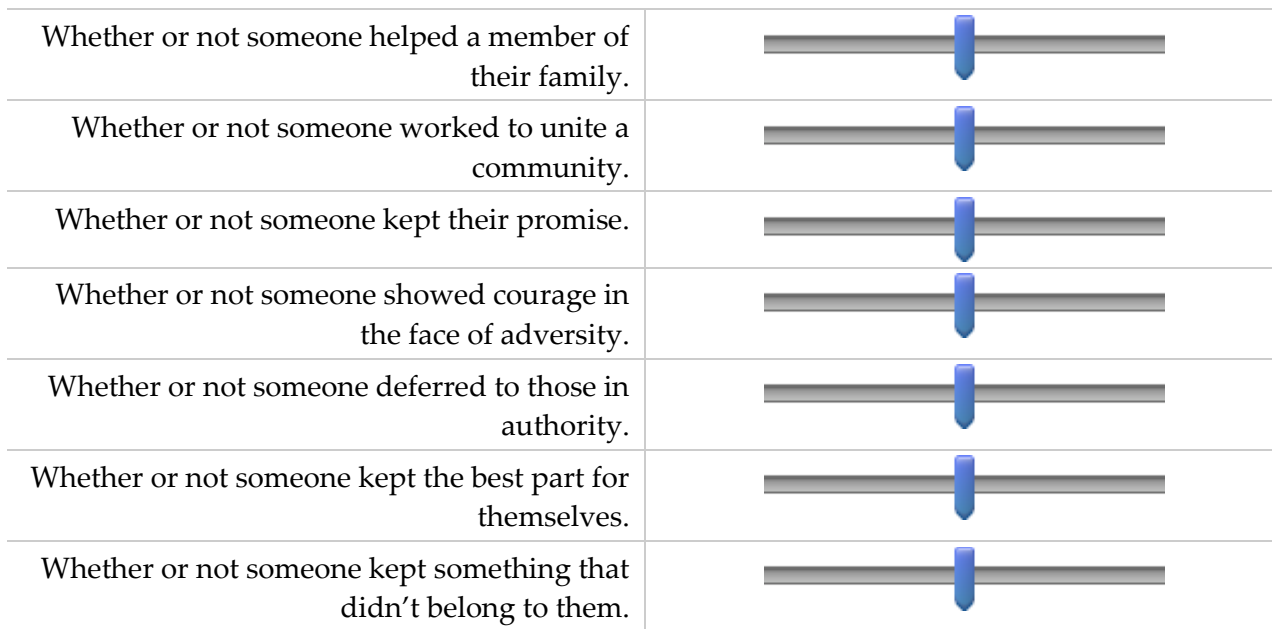 Whether or not someone helped a member of
their family.
Whether or not someone worked to unite a
community.
Whether or not someone kept their promise.
Whether or not someone showed courage in
the face of adversity.
Whether or not someone deferred to those in
authority.
Whether or not someone kept the best part for
themselves.
Whether or not someone kept something that
didn’t belong to them.